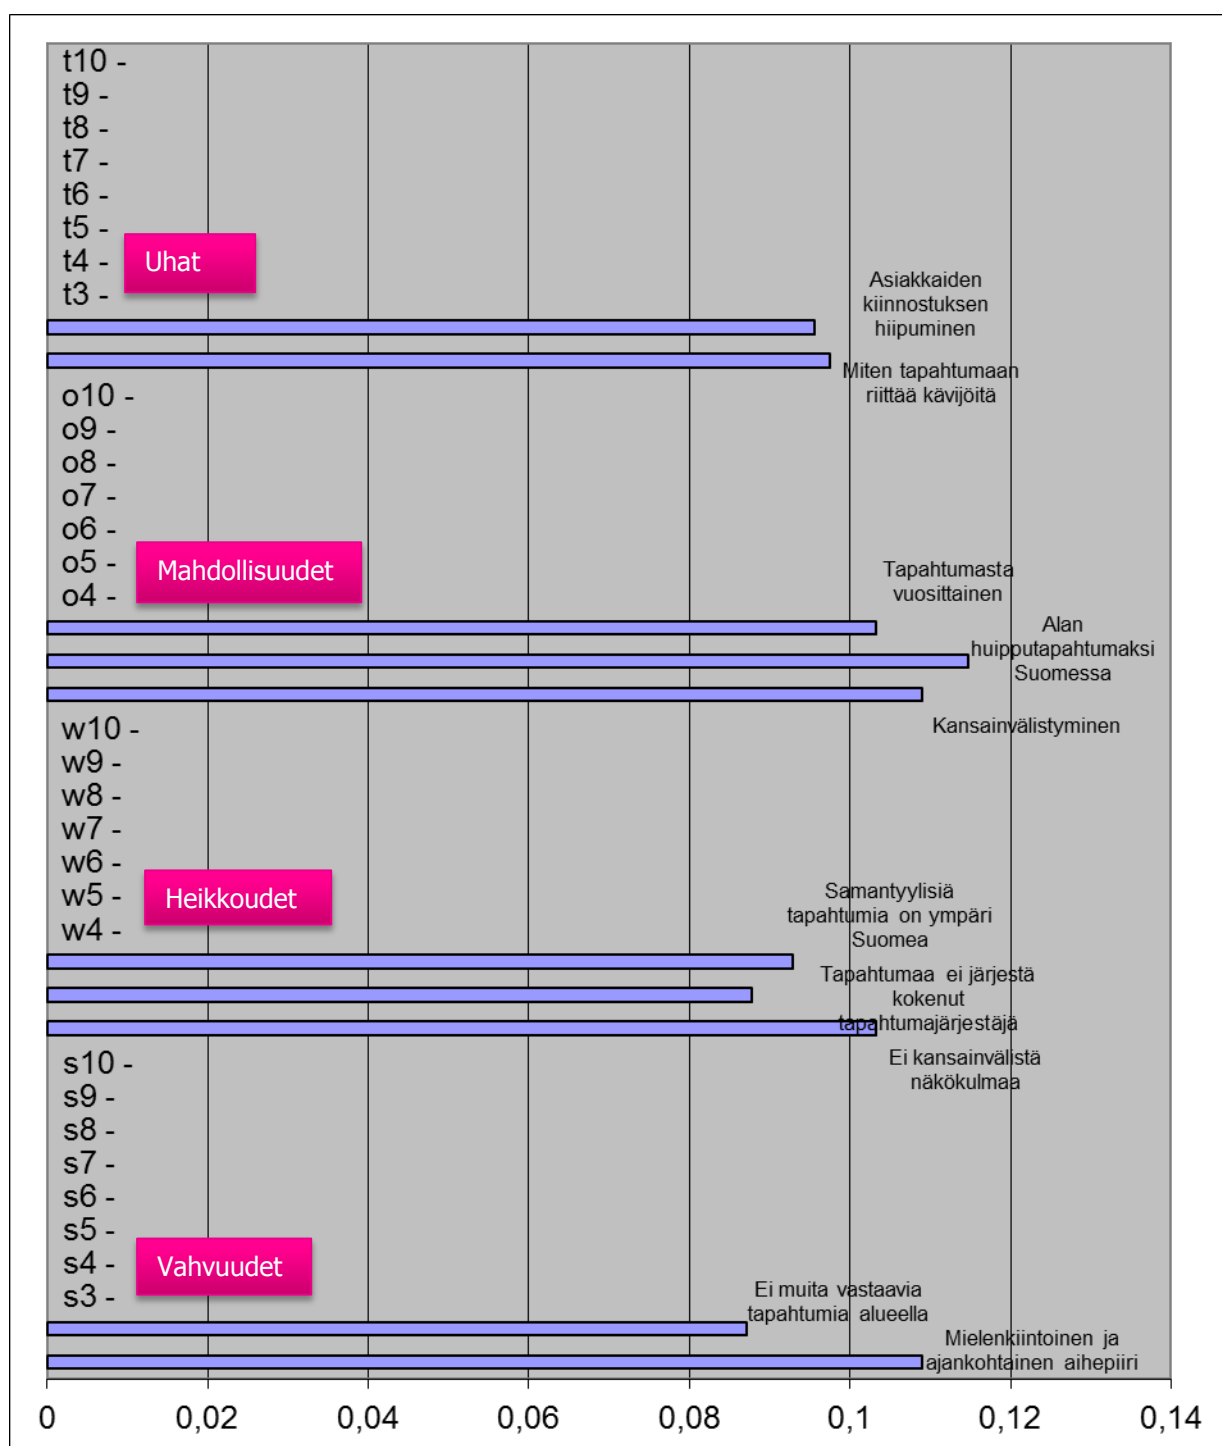 t10 -
t9 -
t8 -
t7 -
t6 -
t5 -
Uhat
t4 -
t3 -
Asiakkaiden
kiinnostuksen
hiipuminen
Miten tapahtumaan
riittää kävijöitä
o10 -
o9 -
o8 -
o7 -
o6 -
o5 -
Mahdollisuudet
o4 -
Tapahtumasta
vuosittainen
Alan
huipputapahtumaksi
Suomessa
Kansainvälistyminen
w10 -
w9 -
w8 -
w7 -
w6 -
w5 -
Heikkoudet
w4 -
Samantyylisiä
tapahtumia on ympäri
Suomea
Tapahtumaa ei järjestä
kokenut
tapahtumajärjestäjä
Ei kansainvälistä
näkökulmaa
s10 -
s9 -
s8 -
s7 -
s6 -
s5 -
s4 -
Vahvuudet
s3 -
Ei muita vastaavia
tapahtumia alueella
Mielenkiintoinen ja
ajankohtainen aihepiiri
0 0,02 0,04 0,06 0,08 0,1 0,12 0,14